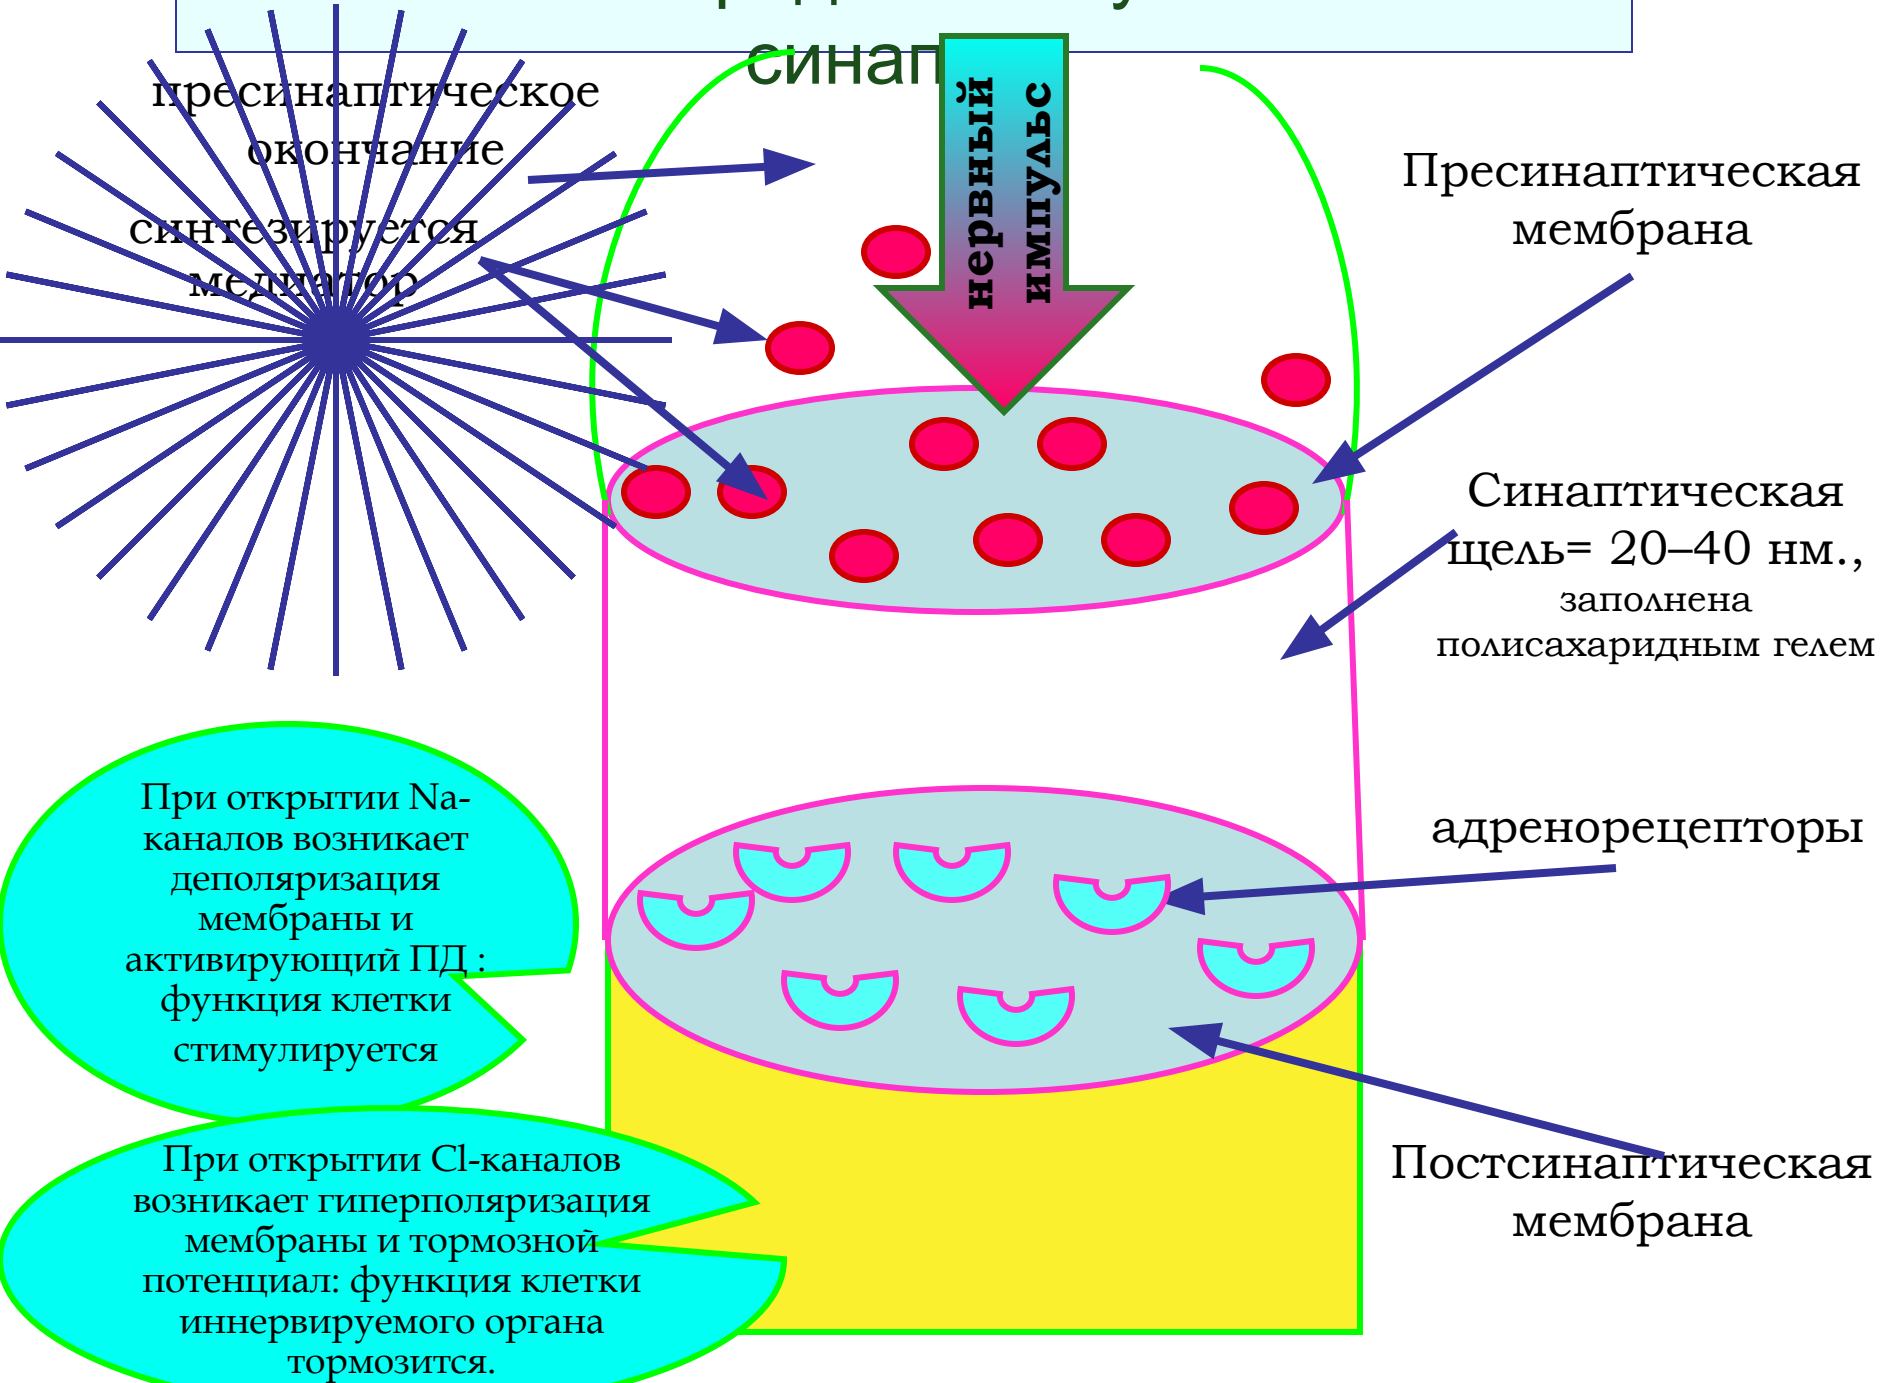 синап
нервный
импульс
пресинаптическое
окончание
синтезируется
медиатор
Пресинаптическая
мембрана
Синаптическая
щель= 20–40 нм.,
заполнена
полисахаридным гелем
адренорецепторы
Постсинаптическая
мембрана
При открытии Na-
каналов возникает
деполяризация
мембраны и
активирующий ПД :
функция клетки
стимулируется
При открытии Cl-каналов
возникает гиперполяризация
мембраны и тормозной
потенциал: функция клетки
иннервируемого органа
тормозится.